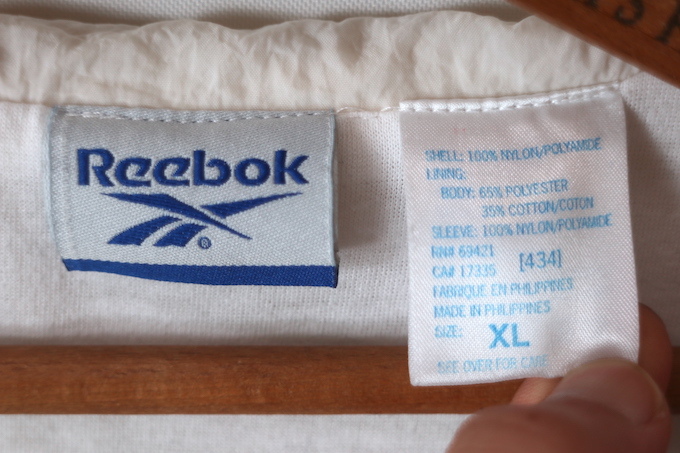 Reebok
®
SHELL: 100% NYLON/POLYAMIDE
LINING:
BODY: 65% POLYESTER
35% COTTON/COTON
SLEEVE: 100% NYLON/POLYAMIDE
RN# 69421
CA# 17335 [434]
FABRIQUE EN PHILIPPINES
MADE IN PHILIPPINES
SIZE: XL
SEE OVER FOR CARE